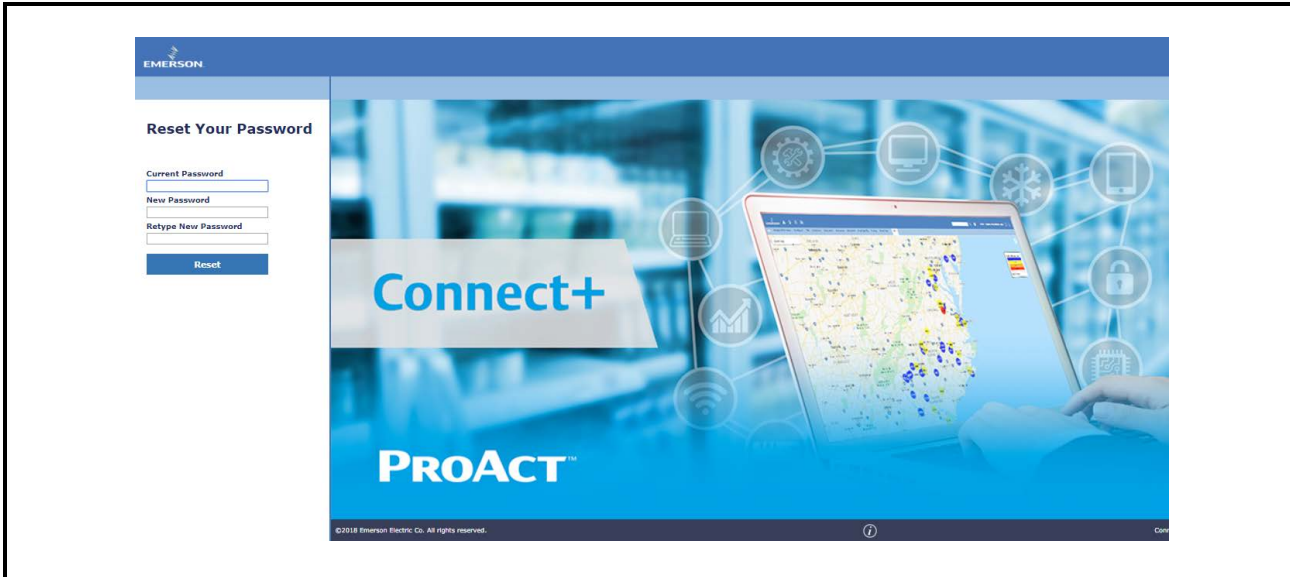 EMERSON
Reset Your Password
Current Password
New Password
Retype New Password
Reset
Connect+
PROACT™
©2018 Emerson Electric Co. All rights reserved.
i
Conn